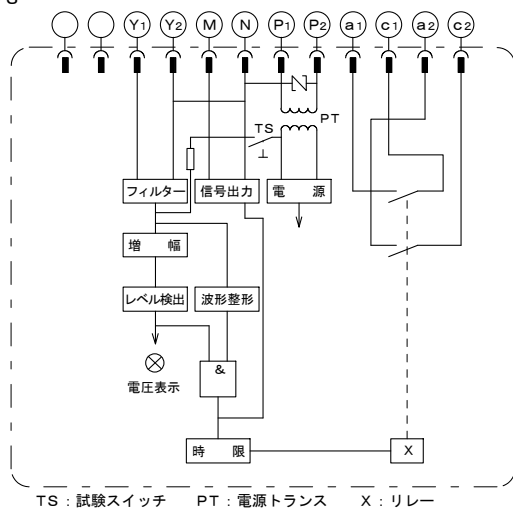 Y1 Y2 M N P1 P2 a1 c1 a2 c2
PT
TS
フィルター 信号出力 電 源
増 幅
レベル検出 波形整形
&
電圧表示
時 限 X
TS：試験スイッチ PT：電源トランス X：リレー